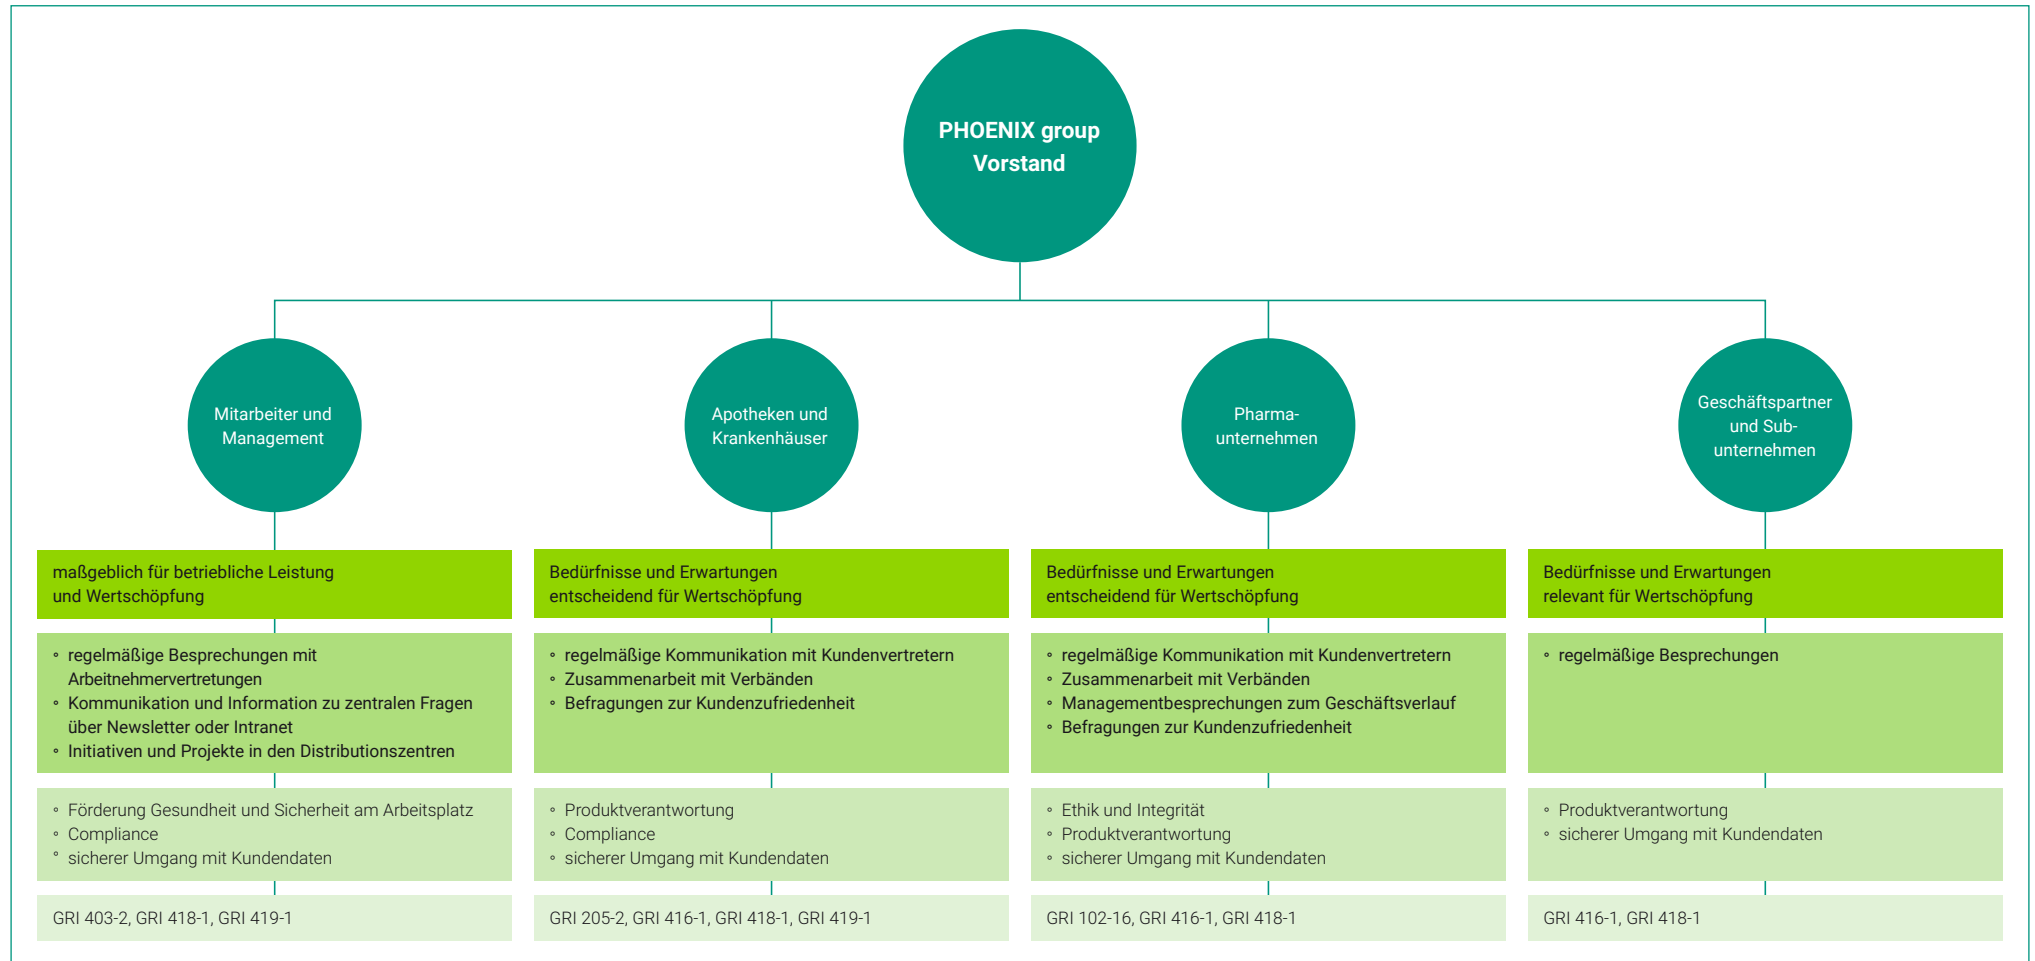 PHOENIX group
Vorstand
Mitarbeiter und
Management
Apotheken und
Krankenhäuser
Pharma-
unternehmen
Geschäftspartner
und Sub-
unternehmen
maßgeblich für betriebliche Leistung
und Wertschöpfung
Bedürfnisse und Erwartungen
entscheidend für Wertschöpfung
Bedürfnisse und Erwartungen
entscheidend für Wertschöpfung
Bedürfnisse und Erwartungen
relevant für Wertschöpfung
° regelmäßige Besprechungen mit
Arbeitnehmervertretungen
° Kommunikation und Information zu zentralen Fragen
über Newsletter oder Intranet
° Initiativen und Projekte in den Distributionszentren
° regelmäßige Kommunikation mit Kundenvertretern
° Zusammenarbeit mit Verbänden
° Befragungen zur Kundenzufriedenheit
° regelmäßige Kommunikation mit Kundenvertretern
° Zusammenarbeit mit Verbänden
° Managementbesprechungen zum Geschäftsverlauf
° Befragungen zur Kundenzufriedenheit
° regelmäßige Besprechungen
° Förderung Gesundheit und Sicherheit am Arbeitsplatz
° Compliance
° sicherer Umgang mit Kundendaten
° Produktverantwortung
° Compliance
° sicherer Umgang mit Kundendaten
° Ethik und Integrität
° Produktverantwortung
° sicherer Umgang mit Kundendaten
° Produktverantwortung
° sicherer Umgang mit Kundendaten
GRI 403-2, GRI 418-1, GRI 419-1
GRI 205-2, GRI 416-1, GRI 418-1, GRI 419-1
GRI 102-16, GRI 416-1, GRI 418-1
GRI 416-1, GRI 418-1